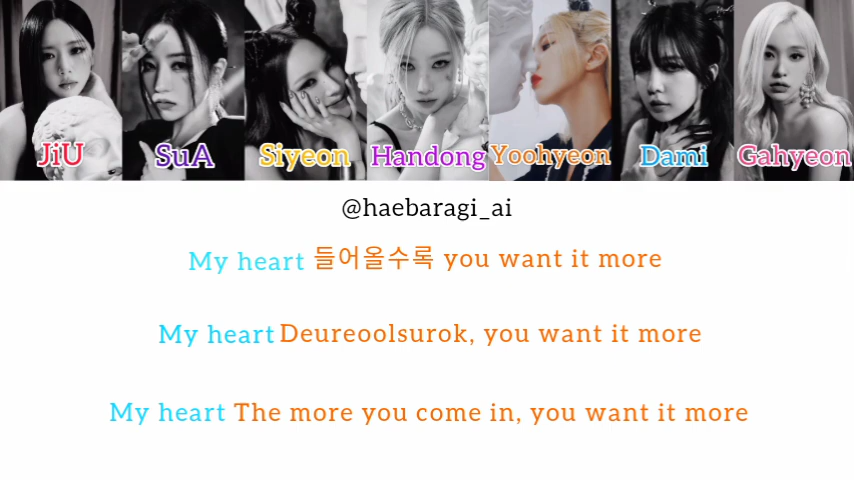 JiU SuA Siyeon Handong Yoohyeon Dami Gahyeon
@haebaragi_ai
My heart 들어올수록 you want it more
My heart Deureoolsurok, you want it more
My heart The more you come in, you want it more